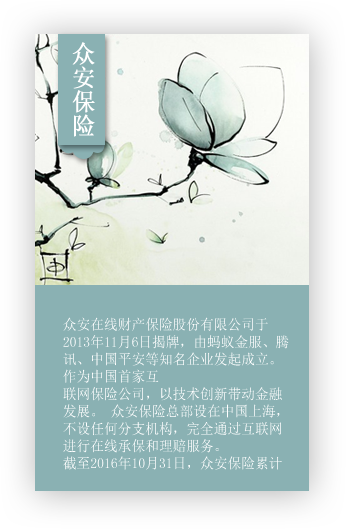 众安保险
众安在线财产保险股份有限公司于
2013年11月6日揭牌，由蚂蚁金服、腾
讯、中国平安等知名企业发起成立。
作为中国首家互
联网保险公司，以技术创新带动金融
发展。 众安保险总部设在中国上海，
不设任何分支机构，完全通过互联网
进行在线承保和理赔服务。
截至2016年10月31日，众安保险累计